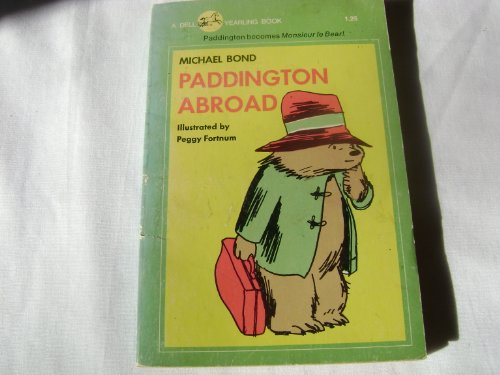 A DELL YEARLING BOOK 1.25
Paddington becomes Monsieur le Bear!
MICHAEL BOND
PADDINGTON
ABROAD
Illustrated by
Peggy Fortnum